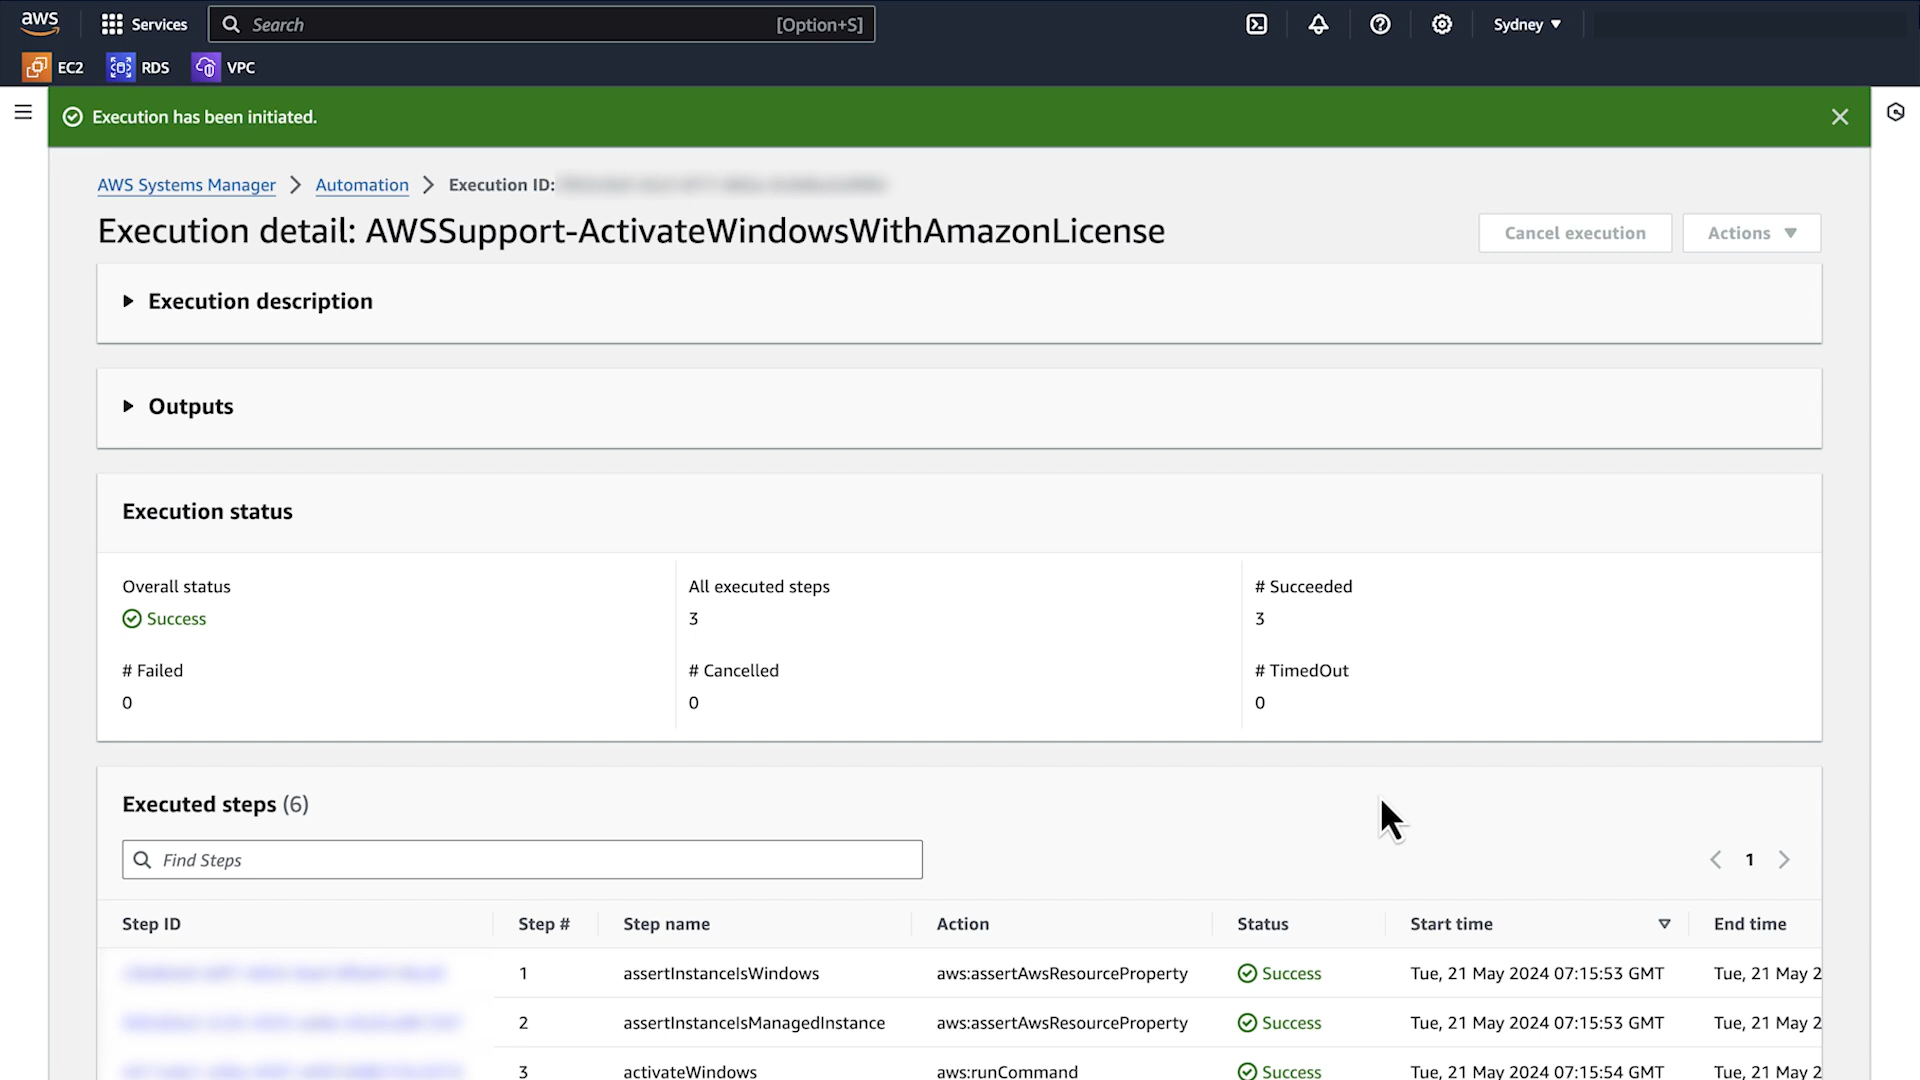 aws Services Search [Option+S] Sydney
EC2 RDS VPC
Execution has been initiated.
AWS Systems Manager Automation Execution ID:
Execution detail: AWSSupport-ActivateWindowsWithAmazonLicense
Cancel execution Actions
Execution description
Outputs
Execution status
Overall status All executed steps # Succeeded
Success 3 3
# Failed # Cancelled # TimedOut
0 0 0
Executed steps (6)
Find Steps 1
Step ID Step # Step name Action Status Start time End time
1 assertInstanceIsWindows aws:assertAwsResourceProperty Success Tue, 21 May 2024 07:15:53 GMT Tue, 21 May 2
2 assertInstanceIsManagedInstance aws:assertAwsResourceProperty Success Tue, 21 May 2024 07:15:53 GMT Tue, 21 May 2
3 activateWindows aws:runCommand Success Tue, 21 May 2024 07:15:54 GMT Tue, 21 May 2